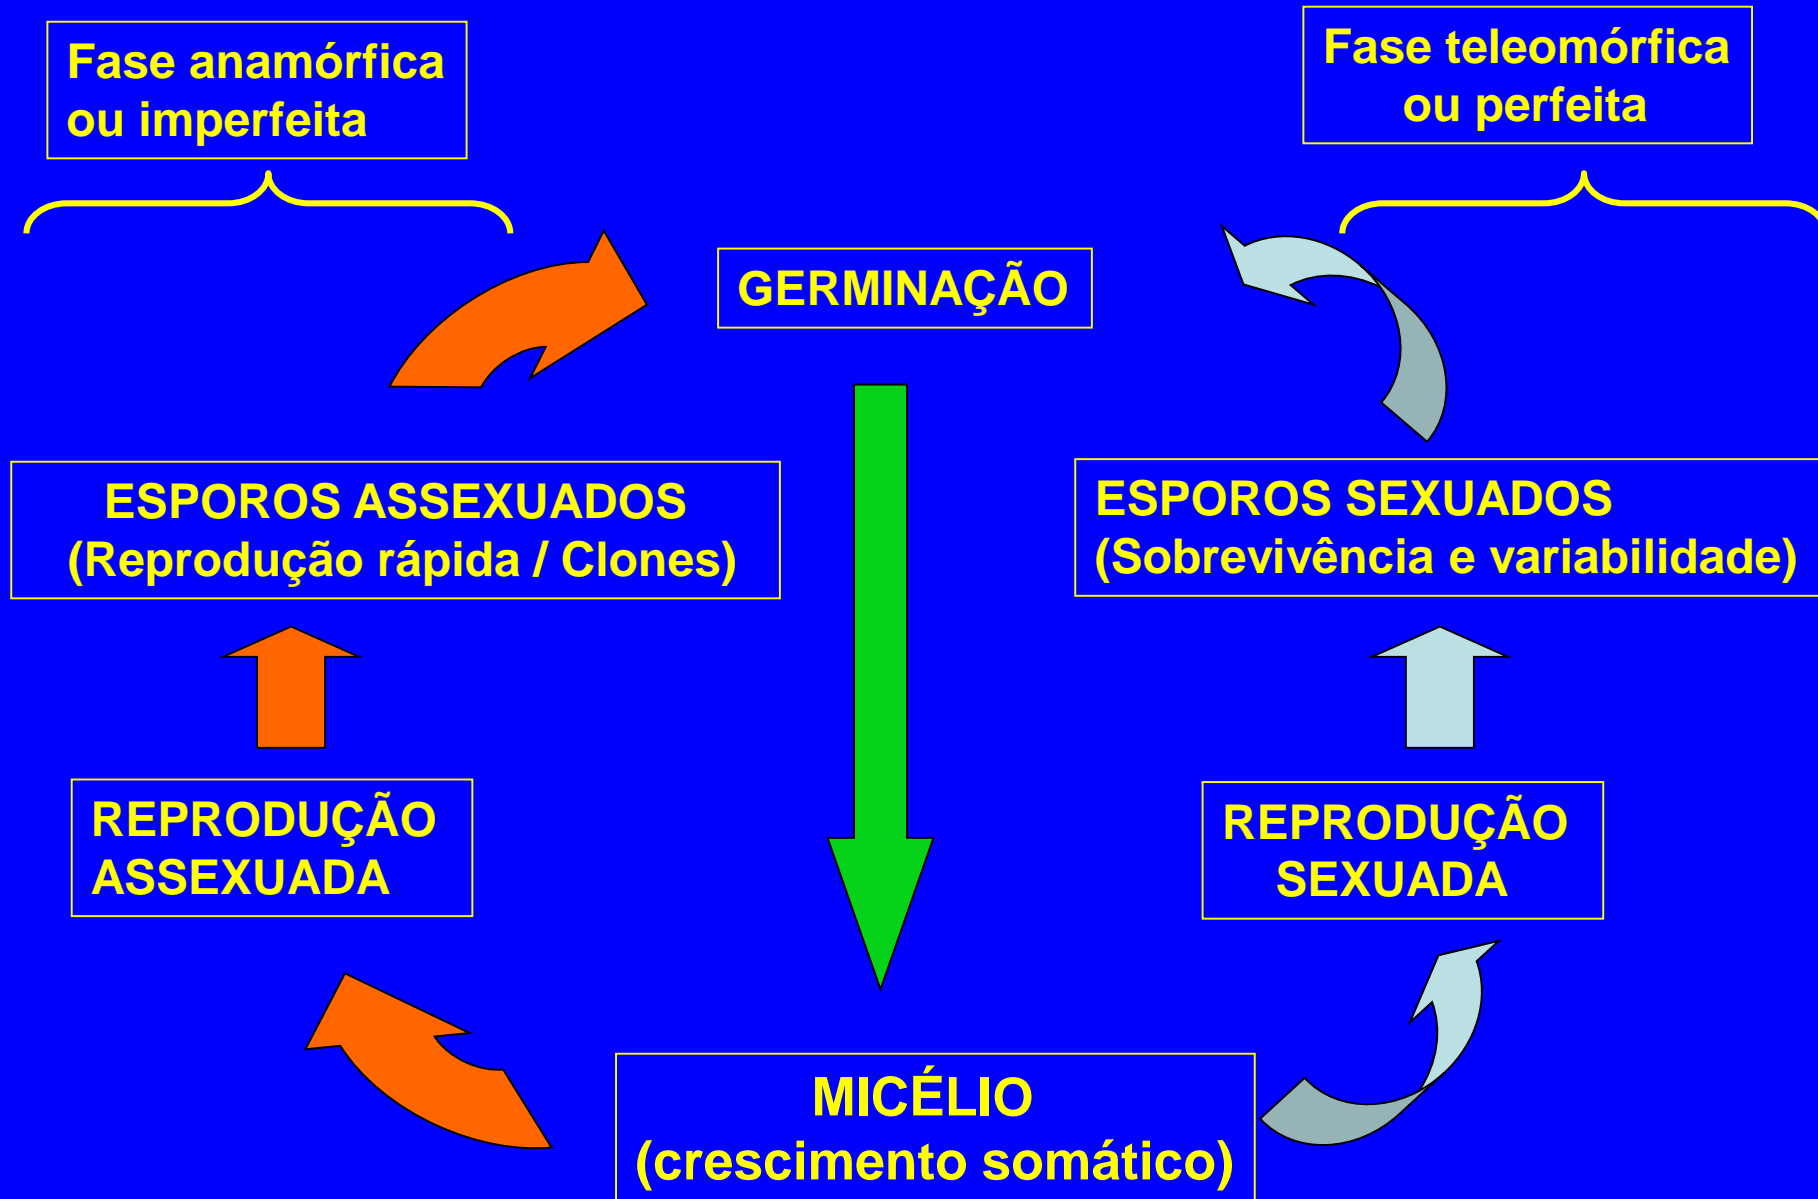 Fase anamórfica
ou imperfeita
Fase teleomórfica
ou perfeita
GERMINAÇÃO
ESPOROS ASSEXUADOS
(Reprodução rápida / Clones)
ESPOROS SEXUADOS
(Sobrevivência e variabilidade)
REPRODUÇÃO
ASSEXUADA
REPRODUÇÃO
SEXUADA
MICÉLIO
(crescimento somático)